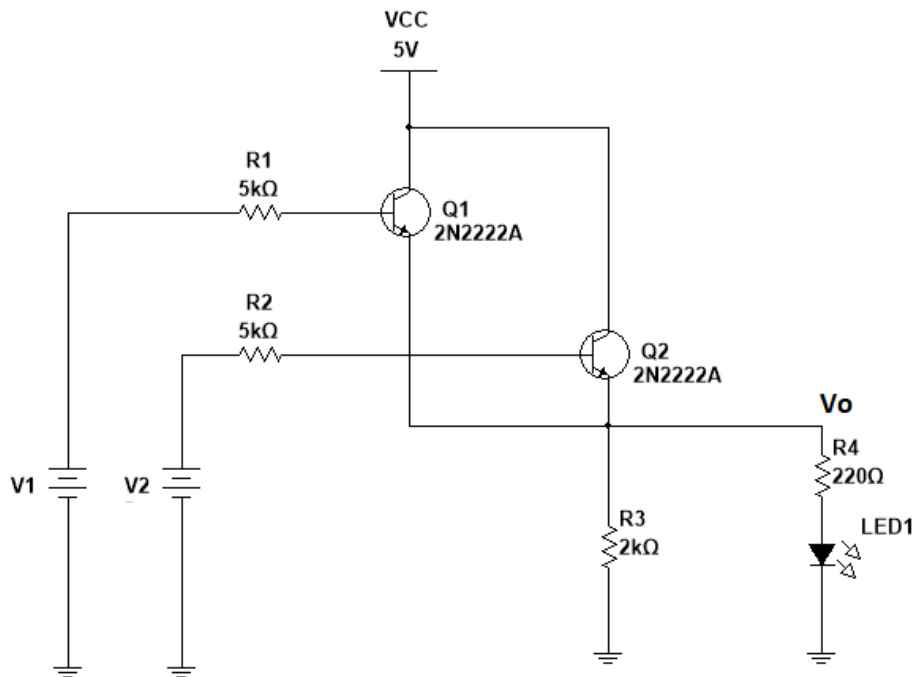 VCC
5V
R1
5kΩ
Q1
2N2222A
R2
5kΩ
Q2
2N2222A
Vo
R4
220Ω
V1
V2
R3
2kΩ
LED1